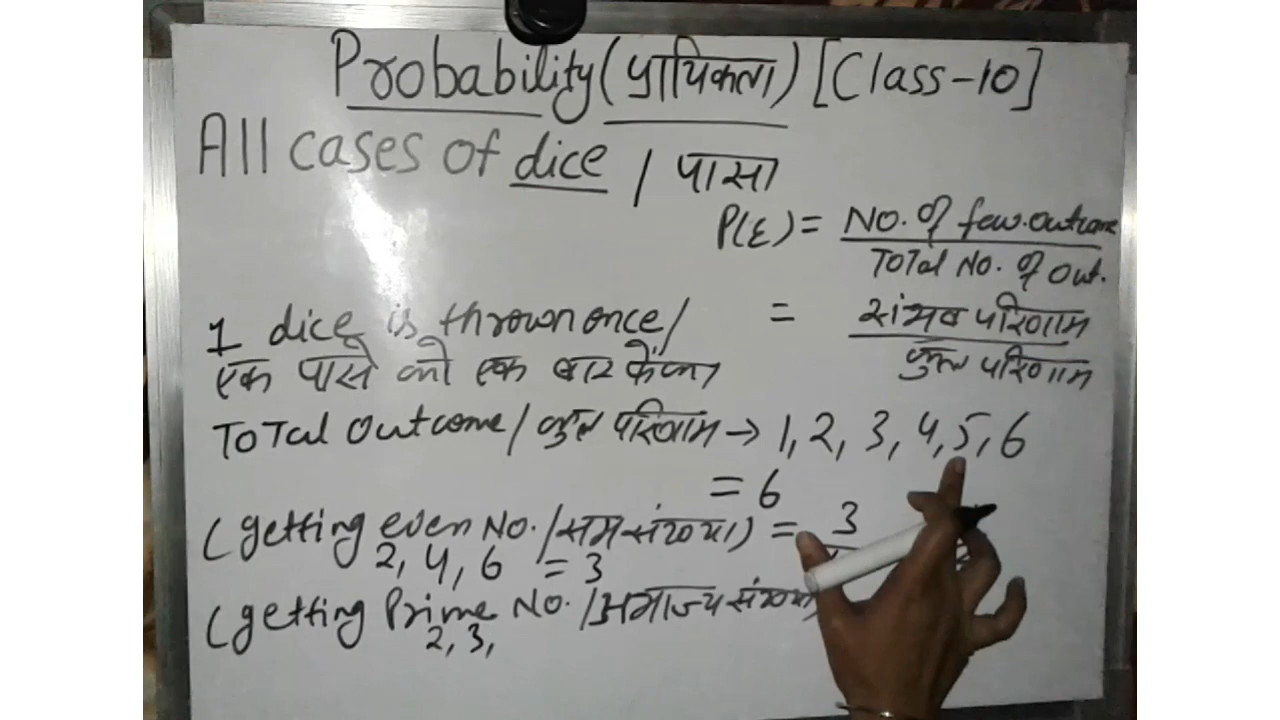 Probability (प्रायिकता) [Class-10]
All cases of dice / पासा
P(E) = No. of fav. outcome
Total No. of out.
= संभव परिणाम
कुल परिणाम
1 dice is thrown once/
एक पासे को एक बार फेंका
Total outcome/ कुल परिणाम → 1, 2, 3, 4, 5, 6
= 6
(getting even No./ समसंख्या) = 3
2, 4, 6 = 3
(getting Prime No./अभाज्य संख्या
2, 3,